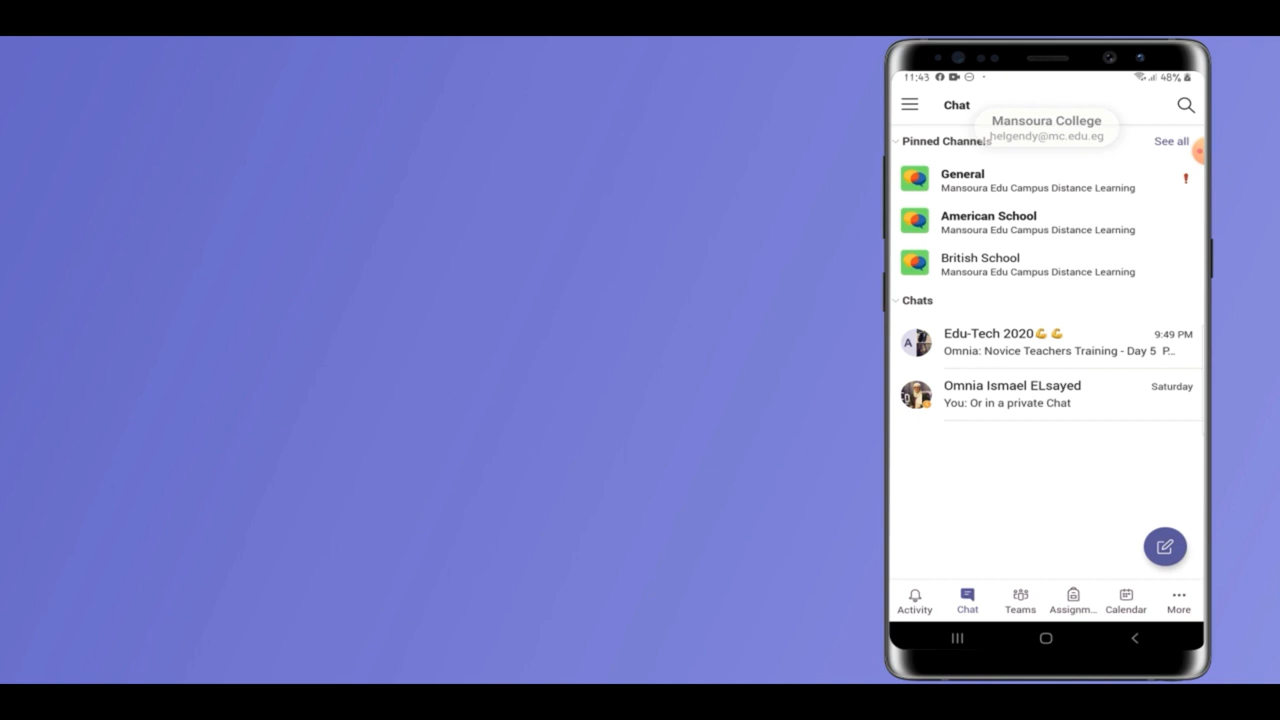 11:43
48%
Chat
Mansoura College
helgendy@mc.edu.eg
Pinned Channels
See all
General
Mansoura Edu Campus Distance Learning
American School
Mansoura Edu Campus Distance Learning
British School
Mansoura Edu Campus Distance Learning
Chats
A
Edu-Tech 2020💪💪
9:49 PM
Omnia: Novice Teachers Training - Day 5 P...
Omnia Ismael ELsayed
Saturday
You: Or in a private Chat
Activity
Chat
Teams
Assignm...
Calendar
More